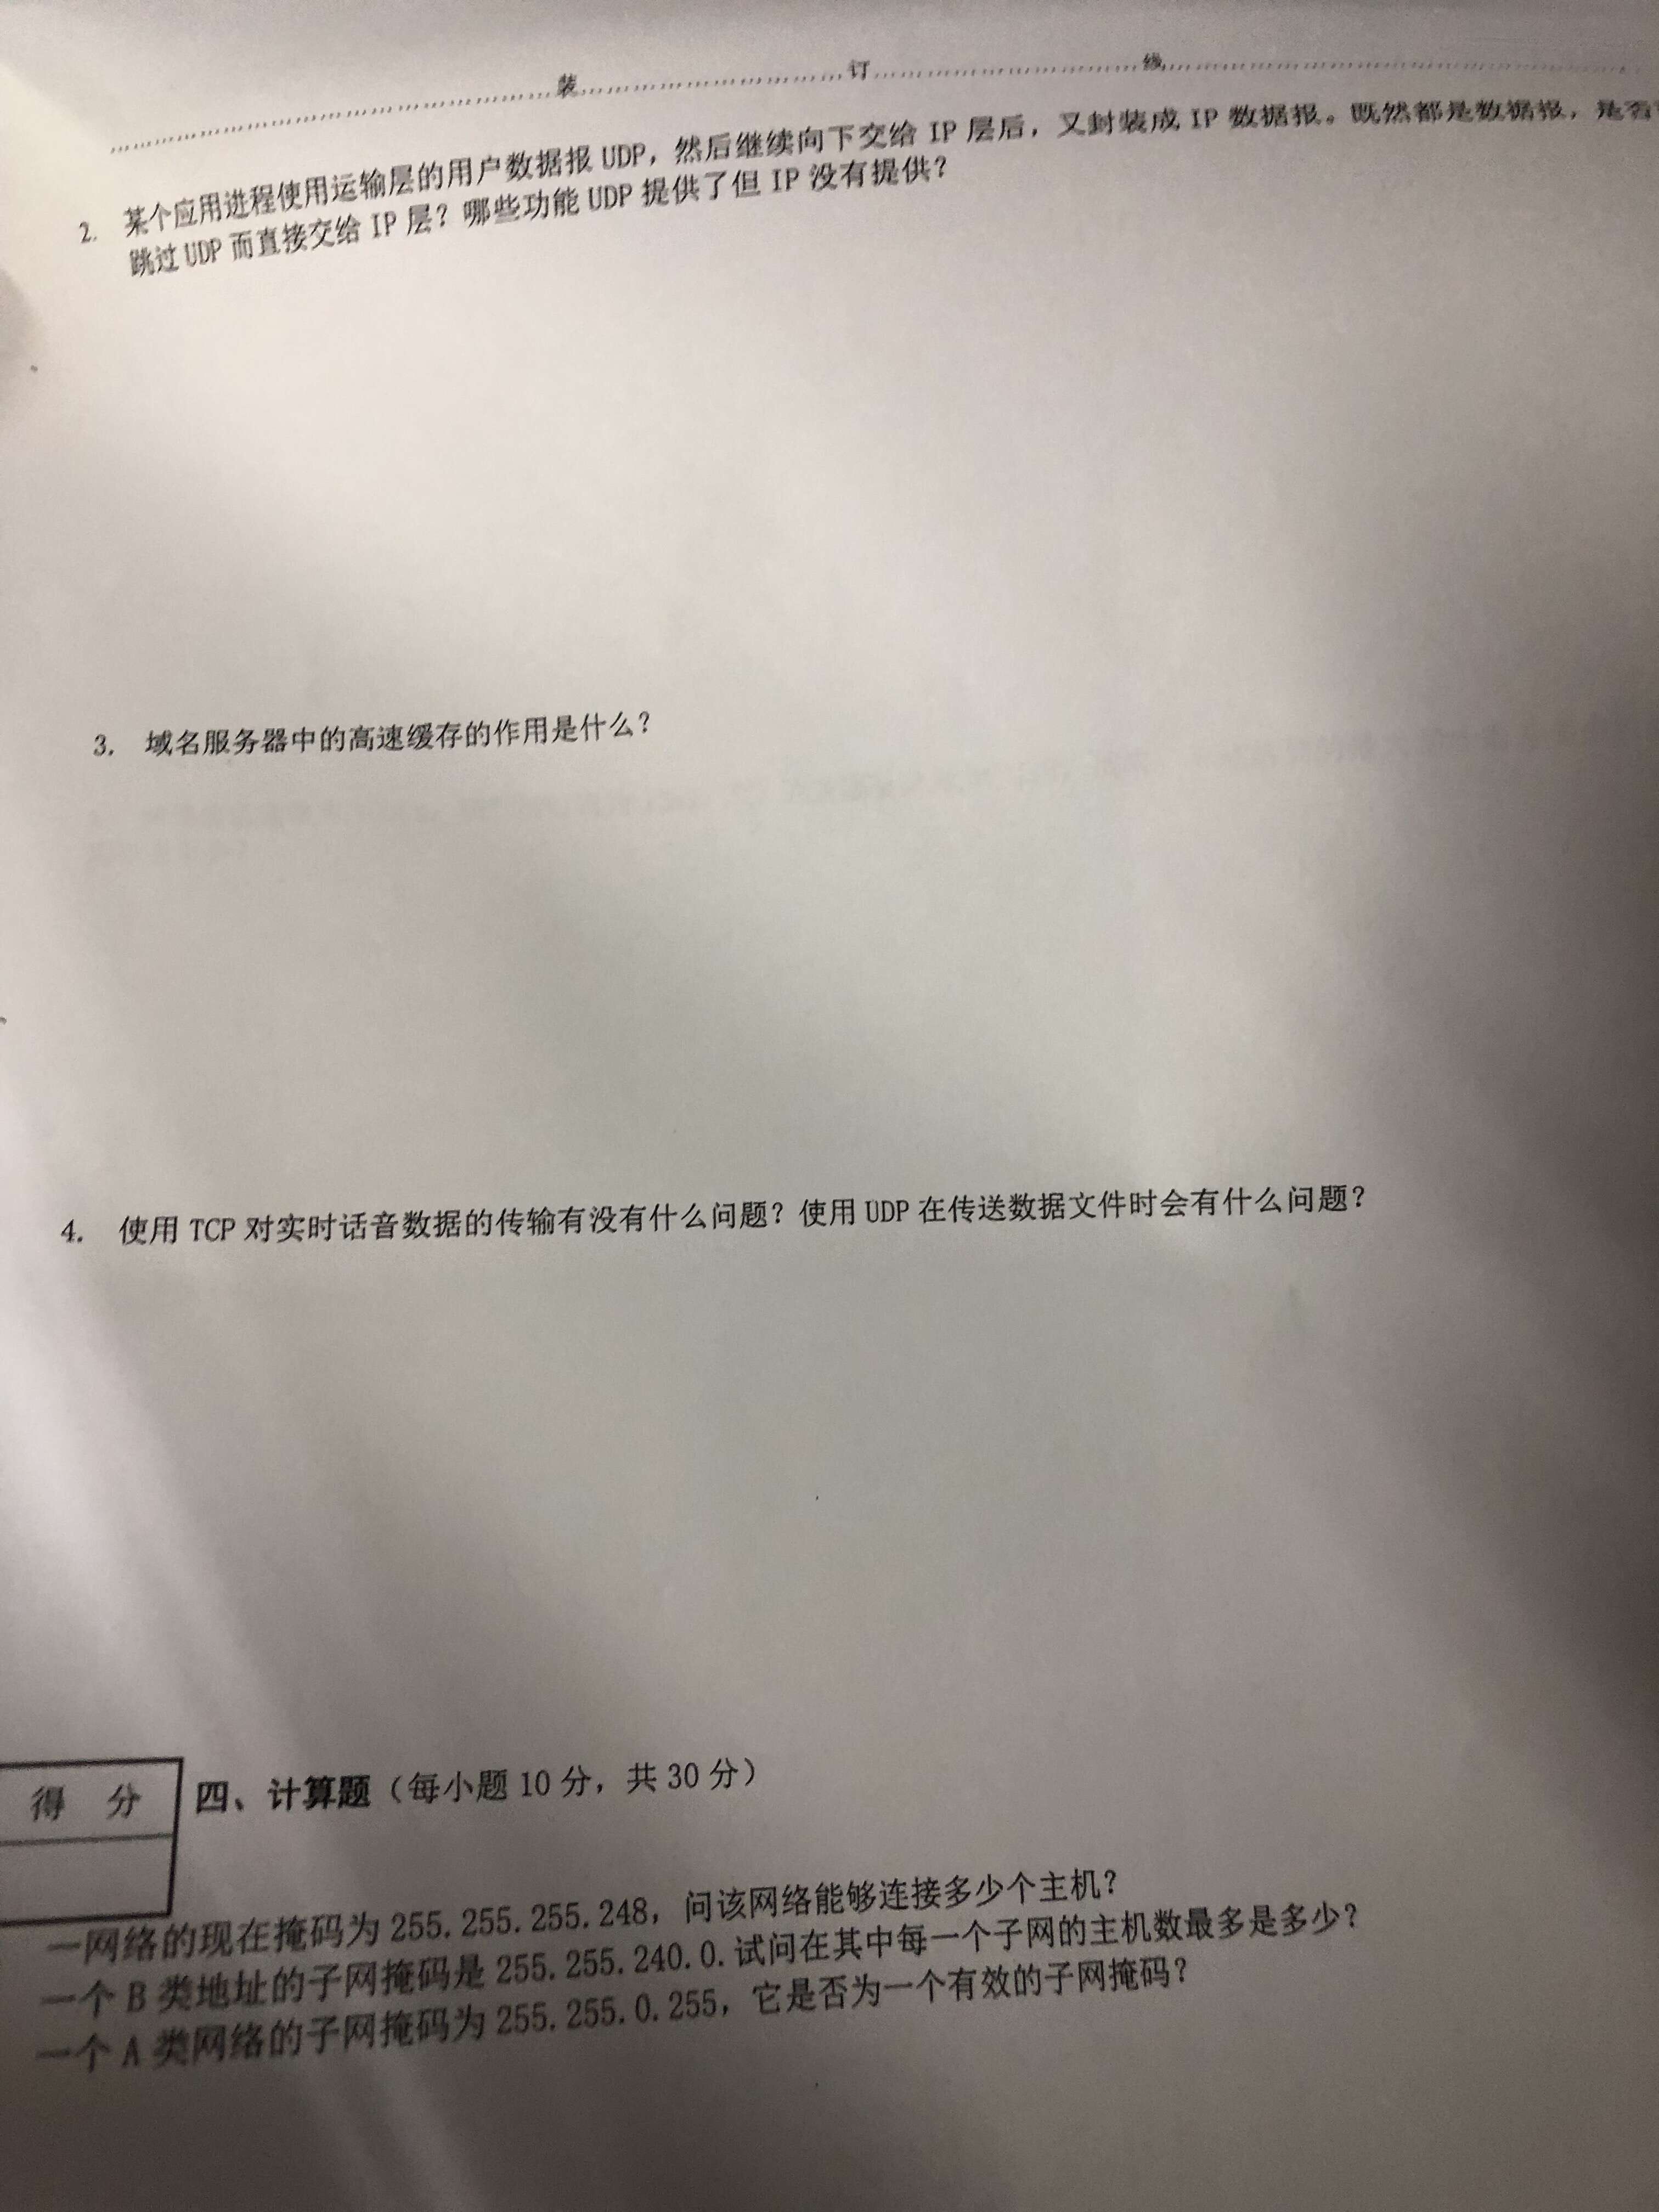 装 订 线
2. 某个应用进程使用运输层的用户数据报 UDP，然后继续向下交给 IP 层后，又封装成 IP 数据报。既然都是数据报，是否
跳过 UDP 而直接交给 IP 层？哪些功能 UDP 提供了但 IP 没有提供？
3. 域名服务器中的高速缓存的作用是什么？
4. 使用 TCP 对实时话音数据的传输有没有什么问题？使用 UDP 在传送数据文件时会有什么问题？
得 分
四、计算题（每小题 10 分，共 30 分）
一网络的现在掩码为 255.255.255.248，问该网络能够连接多少个主机？
一个 B 类地址的子网掩码是 255.255.240.0.试问在其中每一个子网的主机数最多是多少？
一个 A 类网络的子网掩码为 255.255.0.255，它是否为一个有效的子网掩码？